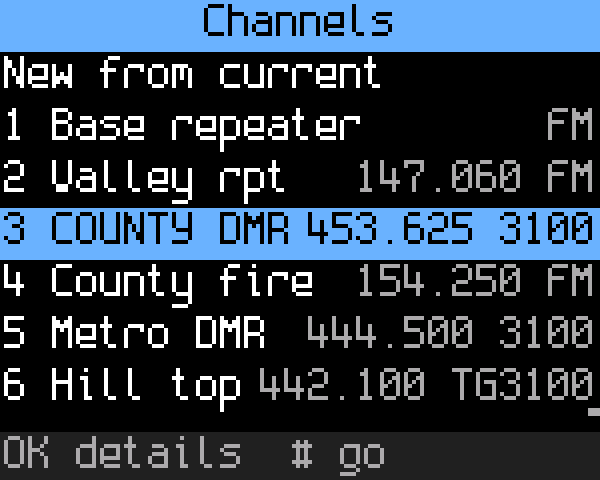 Channels
New from current
1 Base repeater FM
2 Valley rpt 147.060 FM
3 COUNTY DMR 453.625 3100
4 County fire 154.250 FM
5 Metro DMR 444.500 3100
6 Hill top 442.100 TG3100
OK details # go